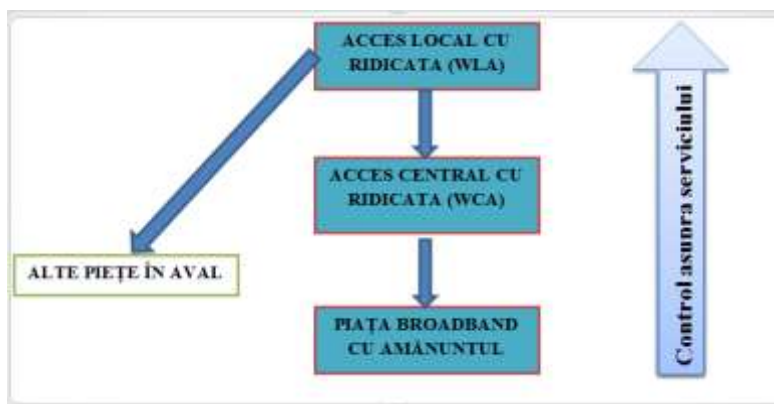 ACCES LOCAL CU
RIDICATA (WLA)
ACCES CENTRAL CU
RIDICATA (WCA)
ALTE PIEȚE ÎN AVAL
PIAȚA BROADBAND
CU AMĂNUNTUL
Control asupra serviciului